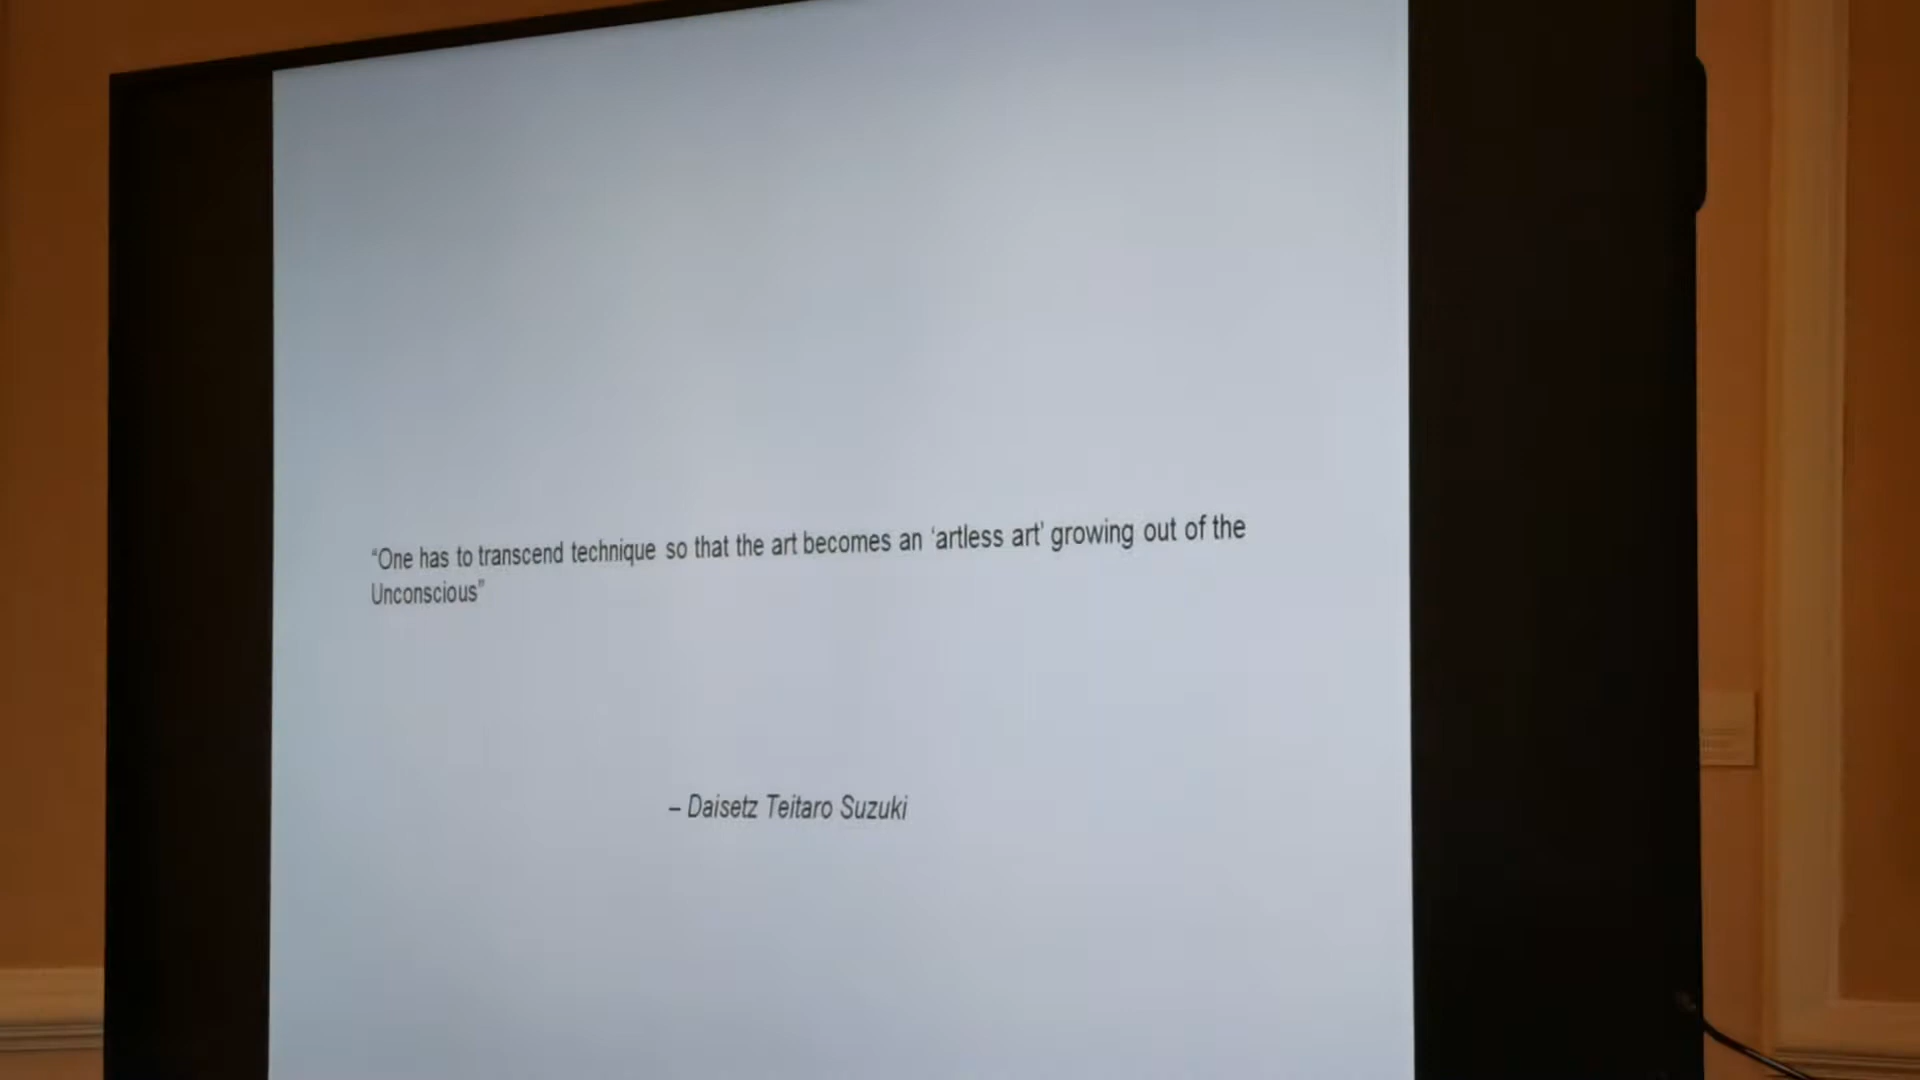 “One has to transcend technique so that the art becomes an ‘artless art’ growing out of the
Unconscious”
– Daisetz Teitaro Suzuki